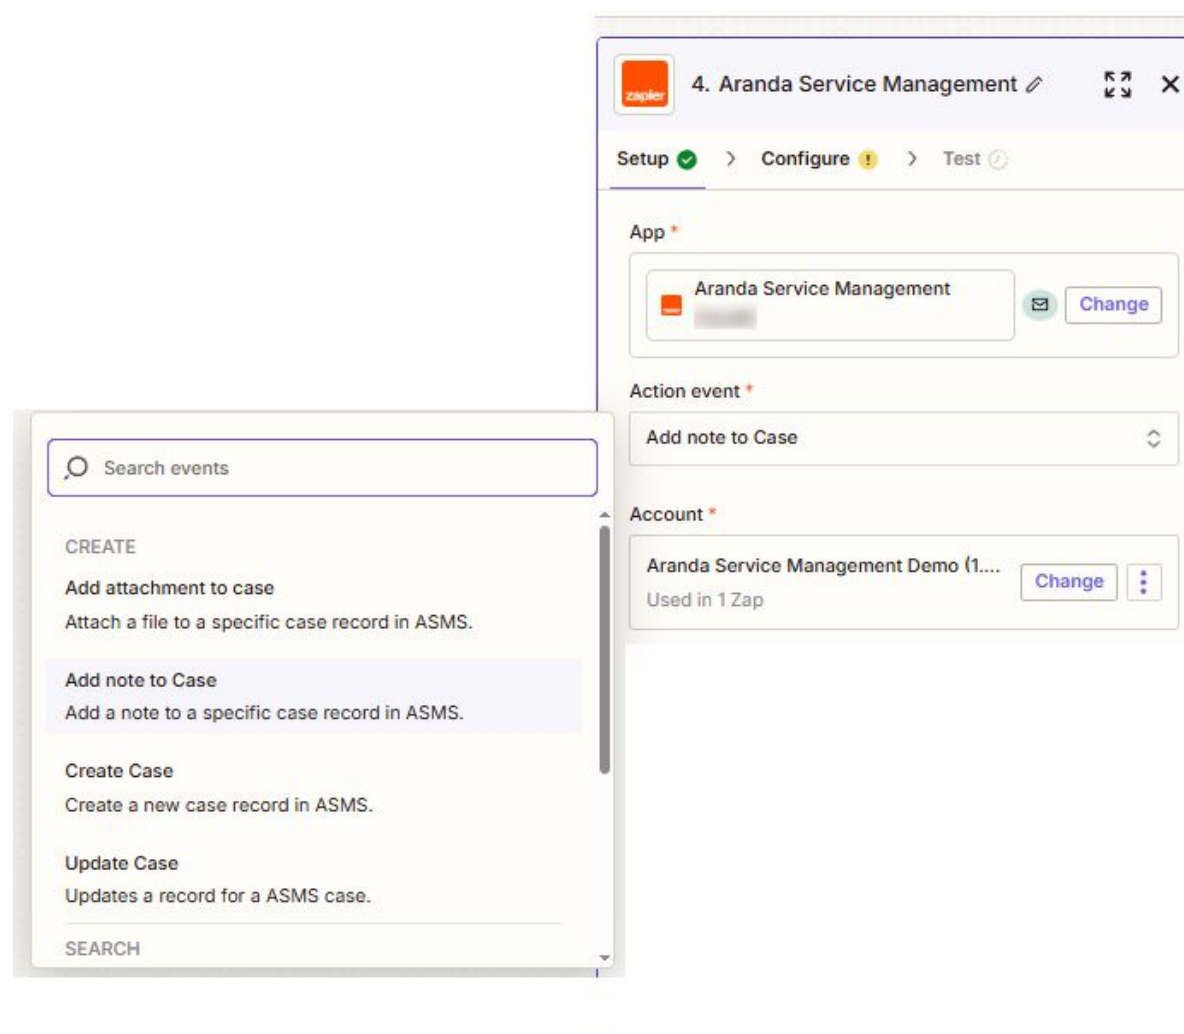 zapier
4. Aranda Service Management
Setup
Configure
Test
App *
Aranda Service Management
Change
Action event *
Add note to Case
Account *
Aranda Service Management Demo (1....
Used in 1 Zap
Change
Search events
CREATE
Add attachment to case
Attach a file to a specific case record in ASMS.
Add note to Case
Add a note to a specific case record in ASMS.
Create Case
Create a new case record in ASMS.
Update Case
Updates a record for a ASMS case.
SEARCH